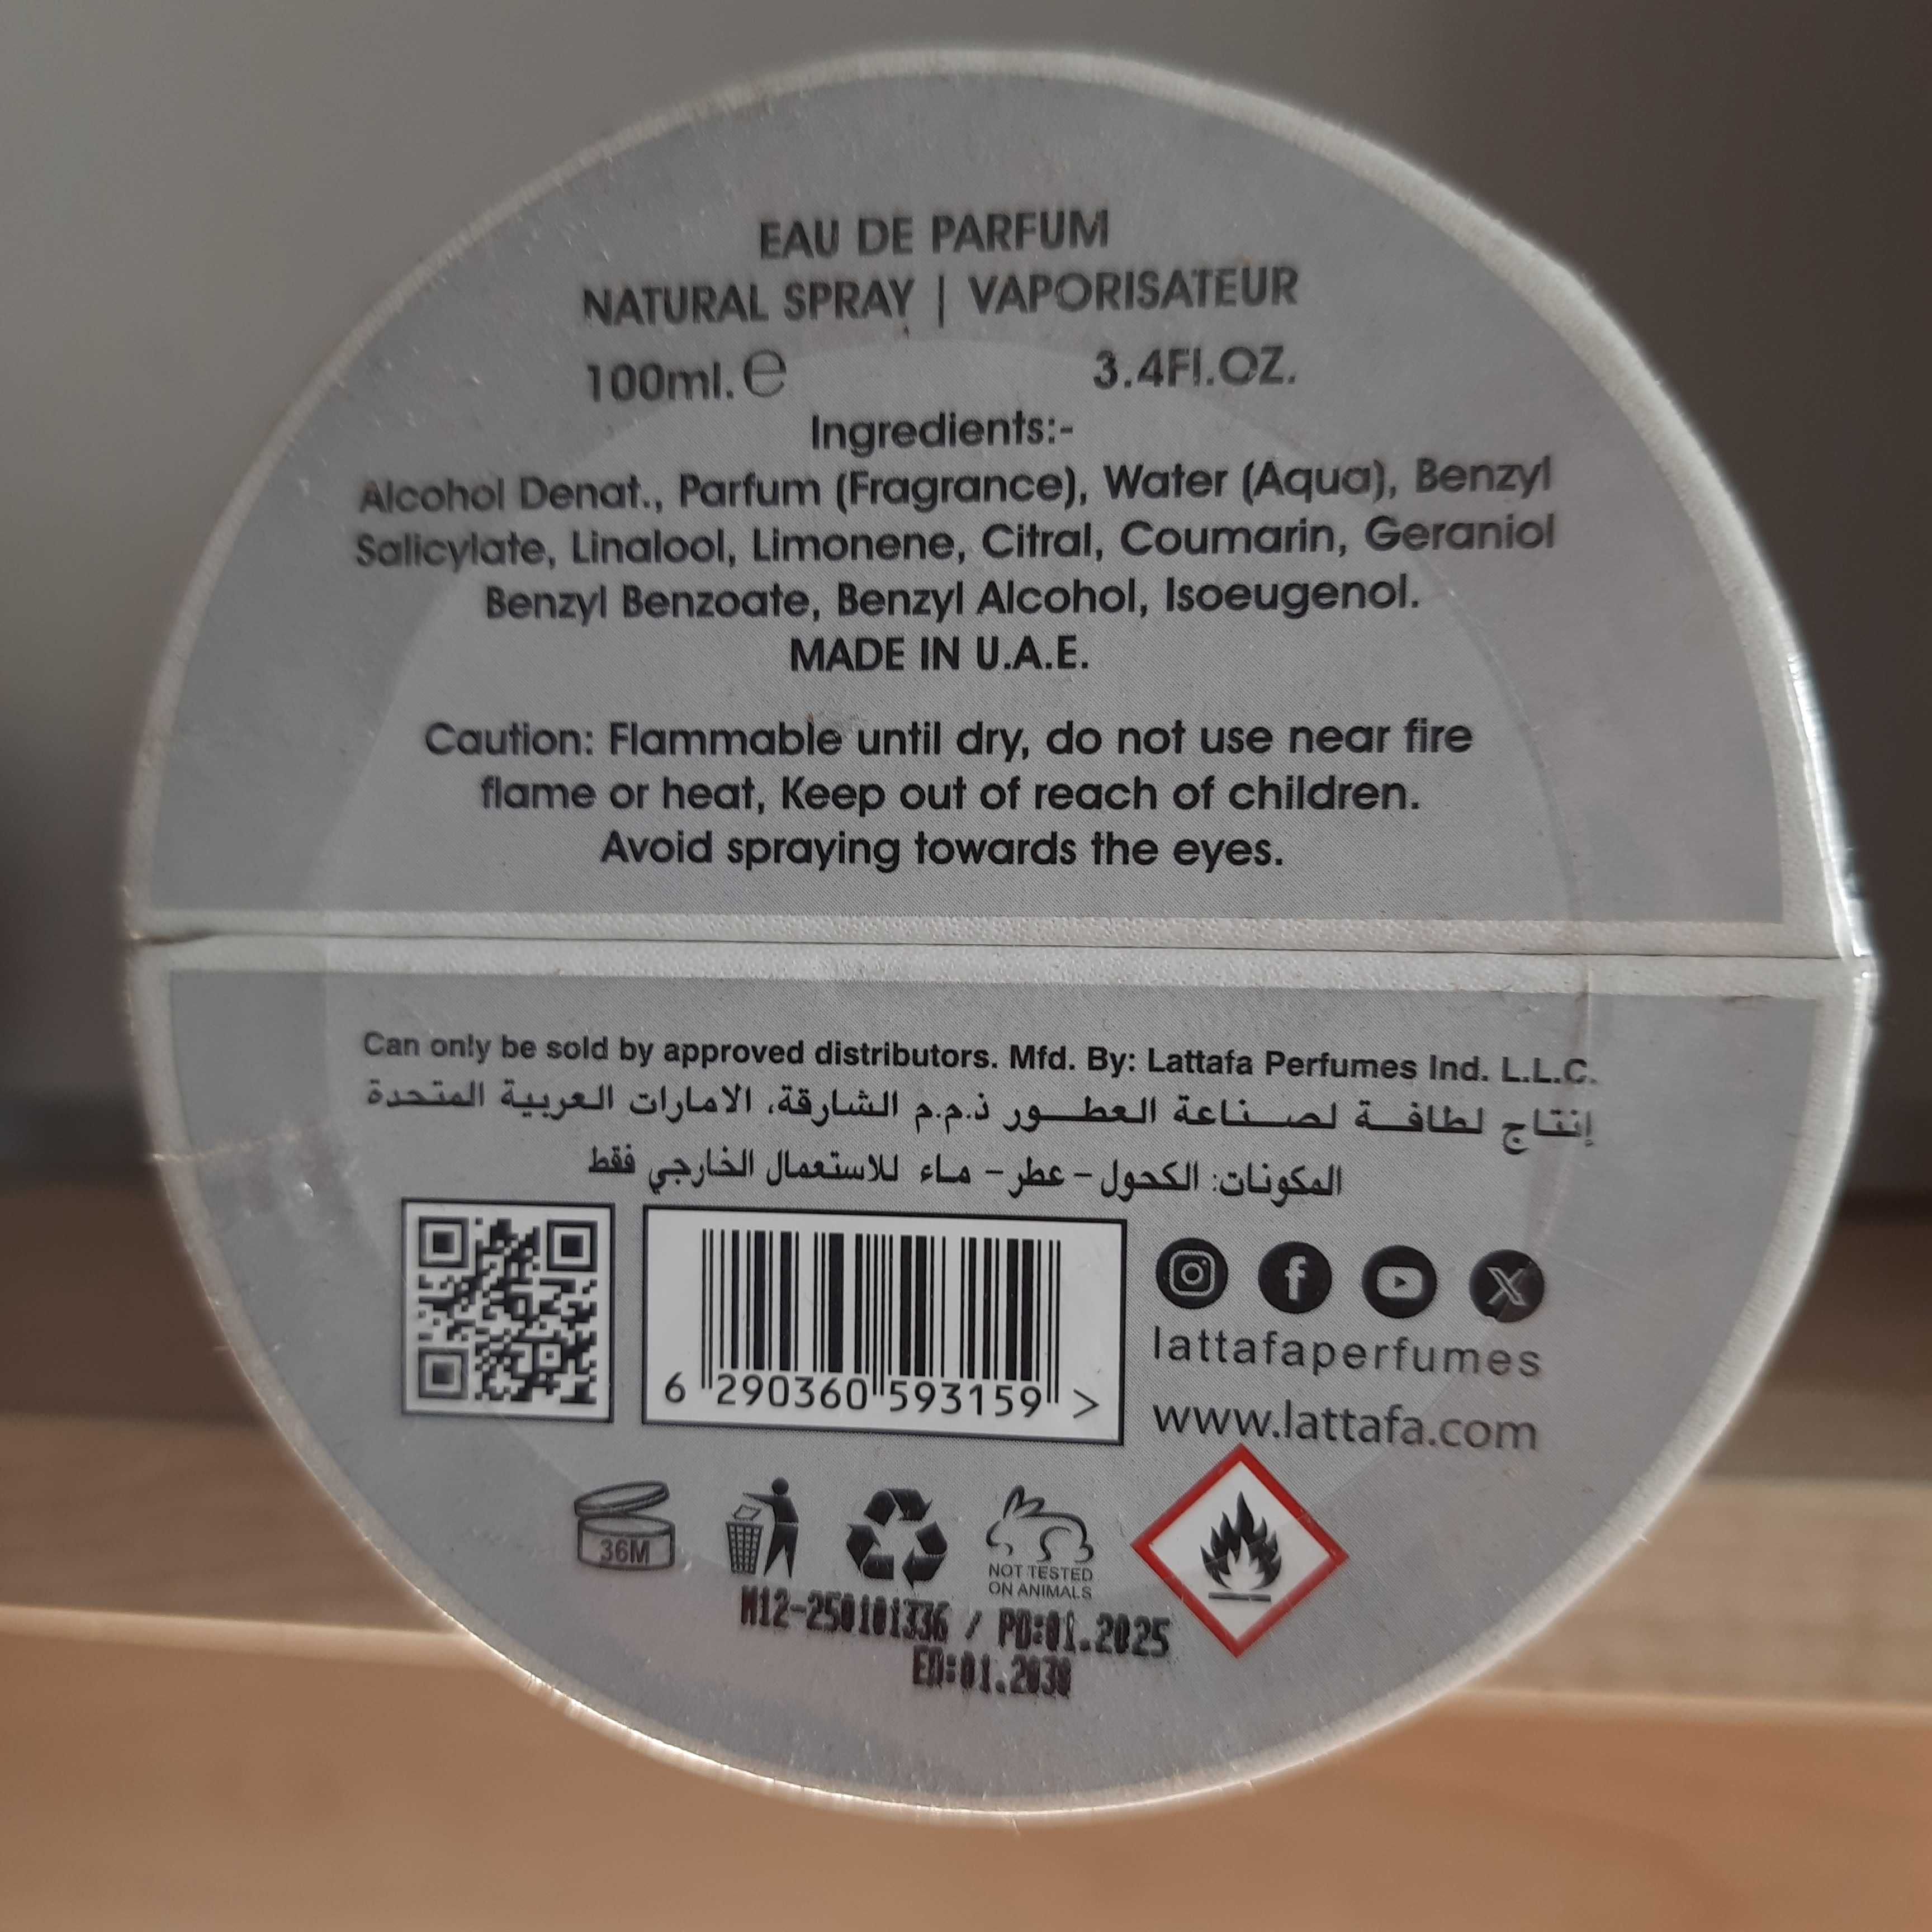 EAU DE PARFUM
NATURAL SPRAY | VAPORISATEUR
100ml. ℮ 3.4Fl.OZ.
Ingredients:-
Alcohol Denat., Parfum (Fragrance), Water (Aqua), Benzyl
Salicylate, Linalool, Limonene, Citral, Coumarin, Geraniol
Benzyl Benzoate, Benzyl Alcohol, Isoeugenol.
MADE IN U.A.E.
Caution: Flammable until dry, do not use near fire
flame or heat, Keep out of reach of children.
Avoid spraying towards the eyes.
Can only be sold by approved distributors. Mfd. By: Lattafa Perfumes Ind. L.L.C.
إنتاج لطافة لصناعة العطور ذ.م.م الشارقة، الامارات العربية المتحدة
المكونات: الكحول - عطر - ماء للاستعمال الخارجي فقط
6 290360 593159 >
lattafaperfumes
www.lattafa.com
36M
NOT TESTED
ON ANIMALS
M12-250101336 / PD:01.2025
ED:01.2030